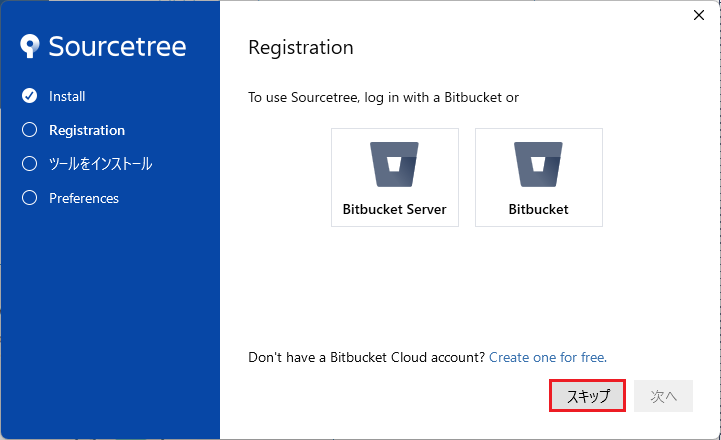 Sourcetree
Install
Registration
ツールをインストール
Preferences
Registration
To use Sourcetree, log in with a Bitbucket or
Bitbucket Server
Bitbucket
Don't have a Bitbucket Cloud account? Create one for free.
スキップ
次へ